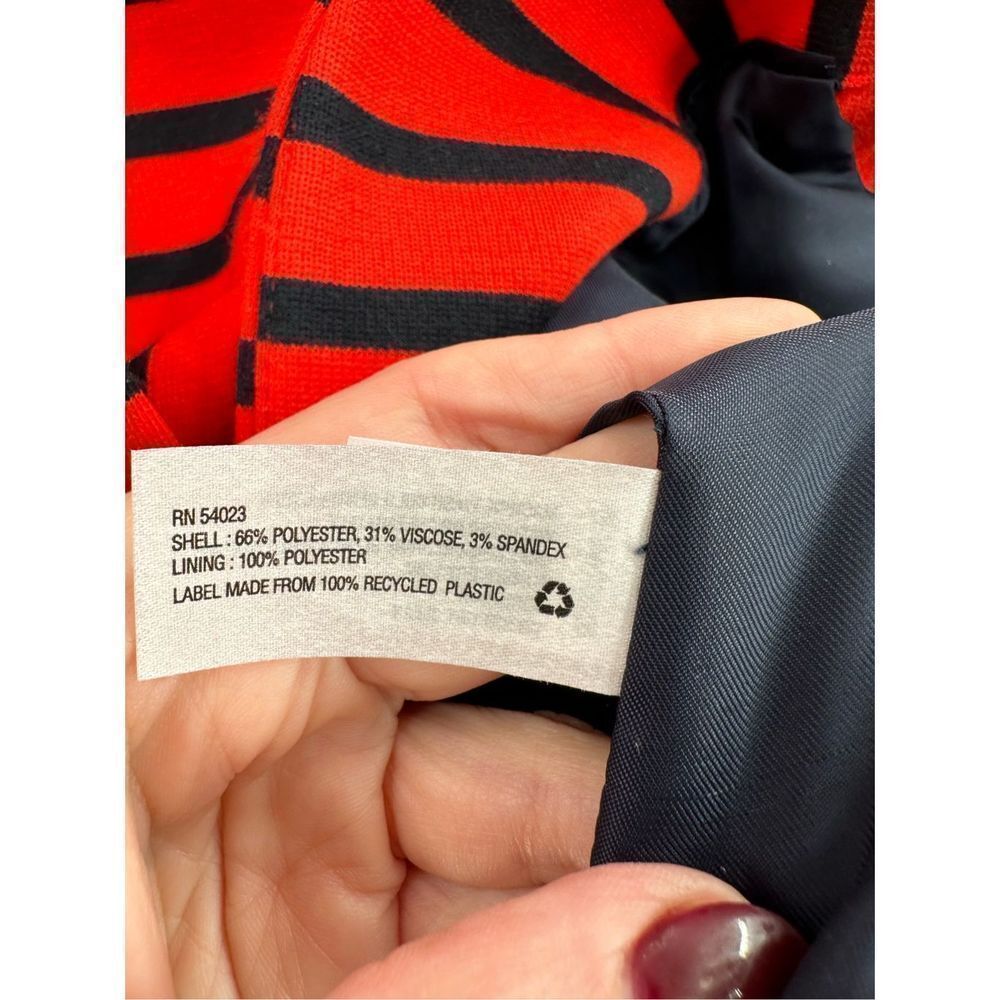 RN 54023
SHELL : 66% POLYESTER, 31% VISCOSE, 3% SPANDEX
LINING : 100% POLYESTER
LABEL MADE FROM 100% RECYCLED PLASTIC